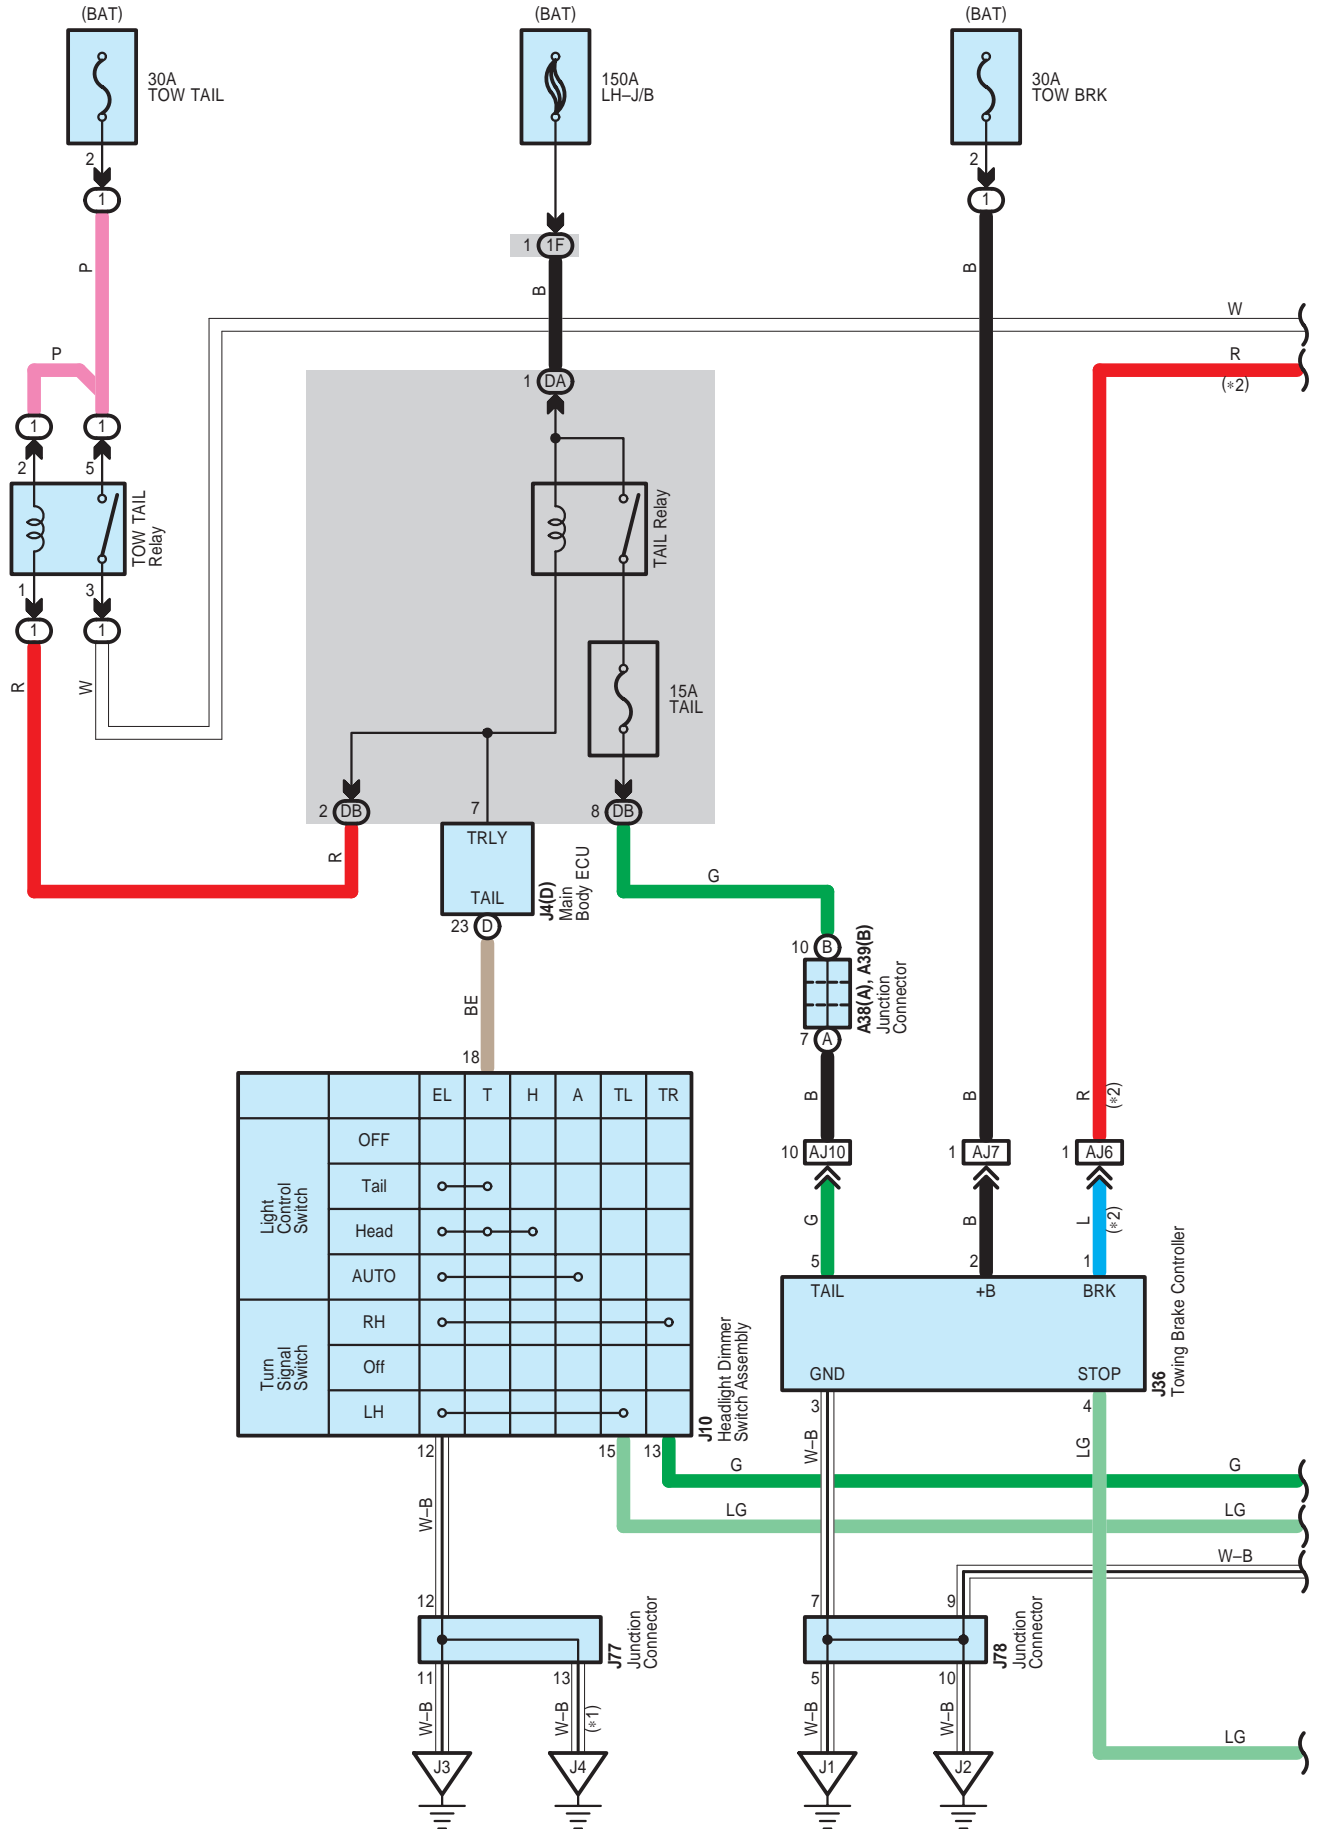 (BAT)
(BAT)
(BAT)
30A
TOW TAIL
150A
LH–J/B
30A
TOW BRK
2
2
1
1
1
1F
P
B
B
W
P
R
(*2)
1
DA
1
1
2
5
TOW TAIL
Relay
TAIL Relay
1
3
1
1
R
W
15A
TAIL
2
DB
7
8
DB
TRLY
TAIL
J4(D)
Main
Body ECU
R
G
23
D
10
B
A38(A), A39(B)
Junction
Connector
7
A
BE
18
B
B
R
(*2)
10
AJ10
1
AJ7
1
AJ6
G
B
L
(*2)
5
2
1
TAIL
+B
BRK
GND
STOP
J36
Towing Brake Controller
EL
T
H
A
TL
TR
Light
Control
Switch
OFF
Tail
Head
AUTO
Turn
Signal
Switch
RH
Off
LH
J10
Headlight Dimmer
Switch Assembly
12
15
13
3
4
W–B
LG
G
G
W–B
LG
LG
W–B
12
7
9
J77
Junction
Connector
J78
Junction
Connector
11
13
5
10
W–B
W–B
(*1)
W–B
W–B
LG
J3
J4
J1
J2